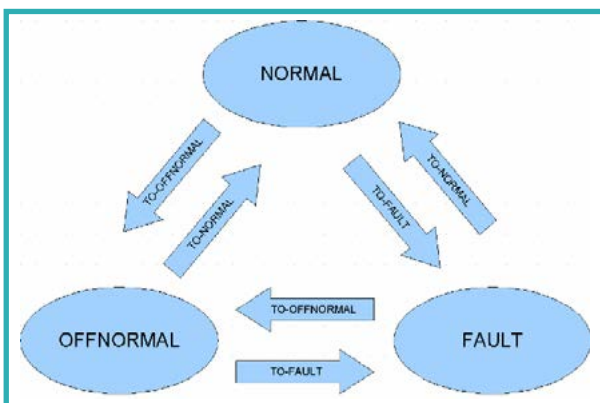 NORMAL
TO-OFFNORMAL
TO-NORMAL
TO-FAULT
TO-NORMAL
OFFNORMAL
TO-OFFNORMAL
TO-FAULT
FAULT